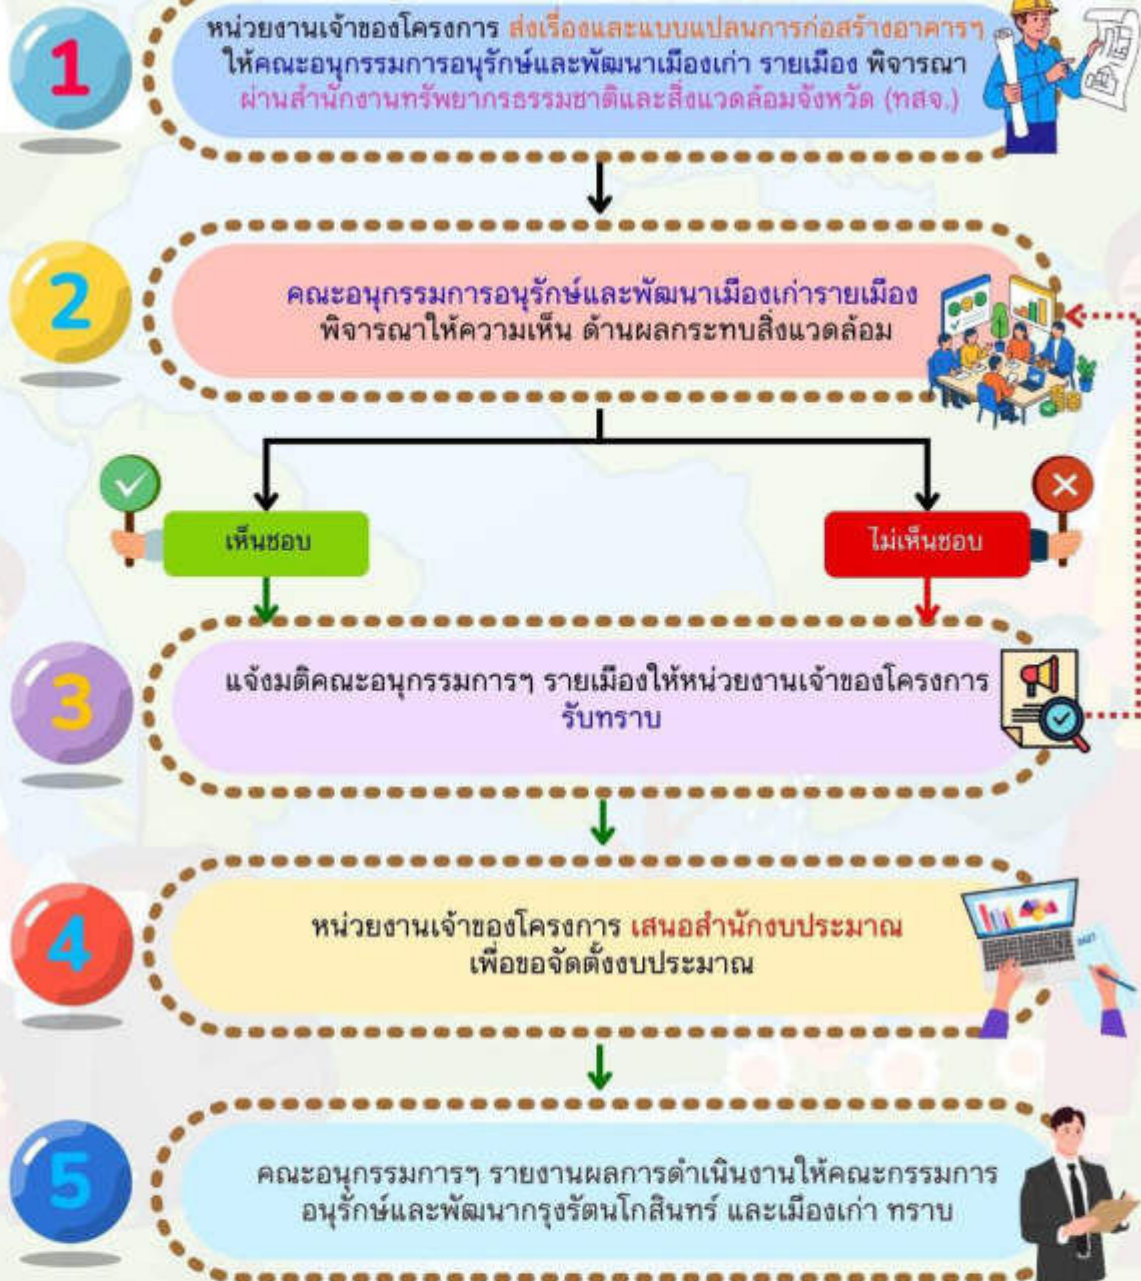 1
หน่วยงานเจ้าของโครงการ ส่งเรื่องและแบบแปลนการก่อสร้างอาคารฯ
ให้คณะอนุกรรมการอนุรักษ์และพัฒนาเมืองเก่า รายเมือง พิจารณา
ผ่านสำนักงานทรัพยากรธรรมชาติและสิ่งแวดล้อมจังหวัด (ทสจ.)
2
คณะอนุกรรมการอนุรักษ์และพัฒนาเมืองเก่ารายเมือง
พิจารณาให้ความเห็น ด้านผลกระทบสิ่งแวดล้อม
เห็นชอบ
ไม่เห็นชอบ
3
แจ้งมติคณะอนุกรรมการฯ รายเมืองให้หน่วยงานเจ้าของโครงการ
รับทราบ
4
หน่วยงานเจ้าของโครงการ เสนอสำนักงบประมาณ
เพื่อขอจัดตั้งงบประมาณ
5
คณะอนุกรรมการฯ รายงานผลการดำเนินงานให้คณะกรรมการ
อนุรักษ์และพัฒนากรุงรัตนโกสินทร์ และเมืองเก่า ทราบ